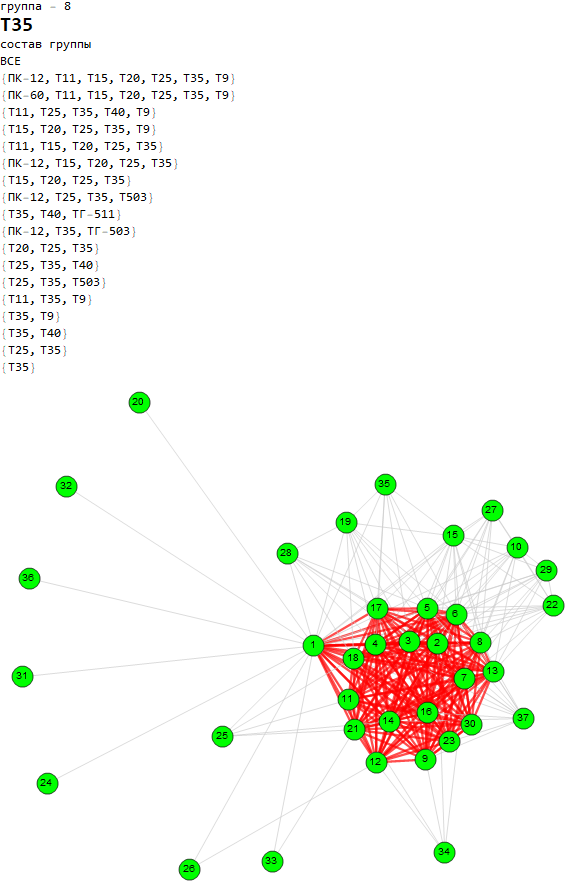 группа - 8
Т35
состав группы
ВСЕ
{ПК-12, Т11, Т15, Т20, Т25, Т35, Т9}
{ПК-60, Т11, Т15, Т20, Т25, Т35, Т9}
{Т11, Т25, Т35, Т40, Т9}
{Т15, Т20, Т25, Т35, Т9}
{Т11, Т15, Т20, Т25, Т35}
{ПК-12, Т15, Т20, Т25, Т35}
{Т15, Т20, Т25, Т35}
{ПК-12, Т25, Т35, Т503}
{Т35, Т40, ТГ-511}
{ПК-12, Т35, ТГ-503}
{Т20, Т25, Т35}
{Т25, Т35, Т40}
{Т25, Т35, Т503}
{Т11, Т35, Т9}
{Т35, Т9}
{Т35, Т40}
{Т25, Т35}
{Т35}
20
32
35
27
19
15
10
28
29
36
22
17
5
6
1
4
3
2
8
18
13
31
7
11
16
37
14
30
21
25
23
9
12
24
34
33
26